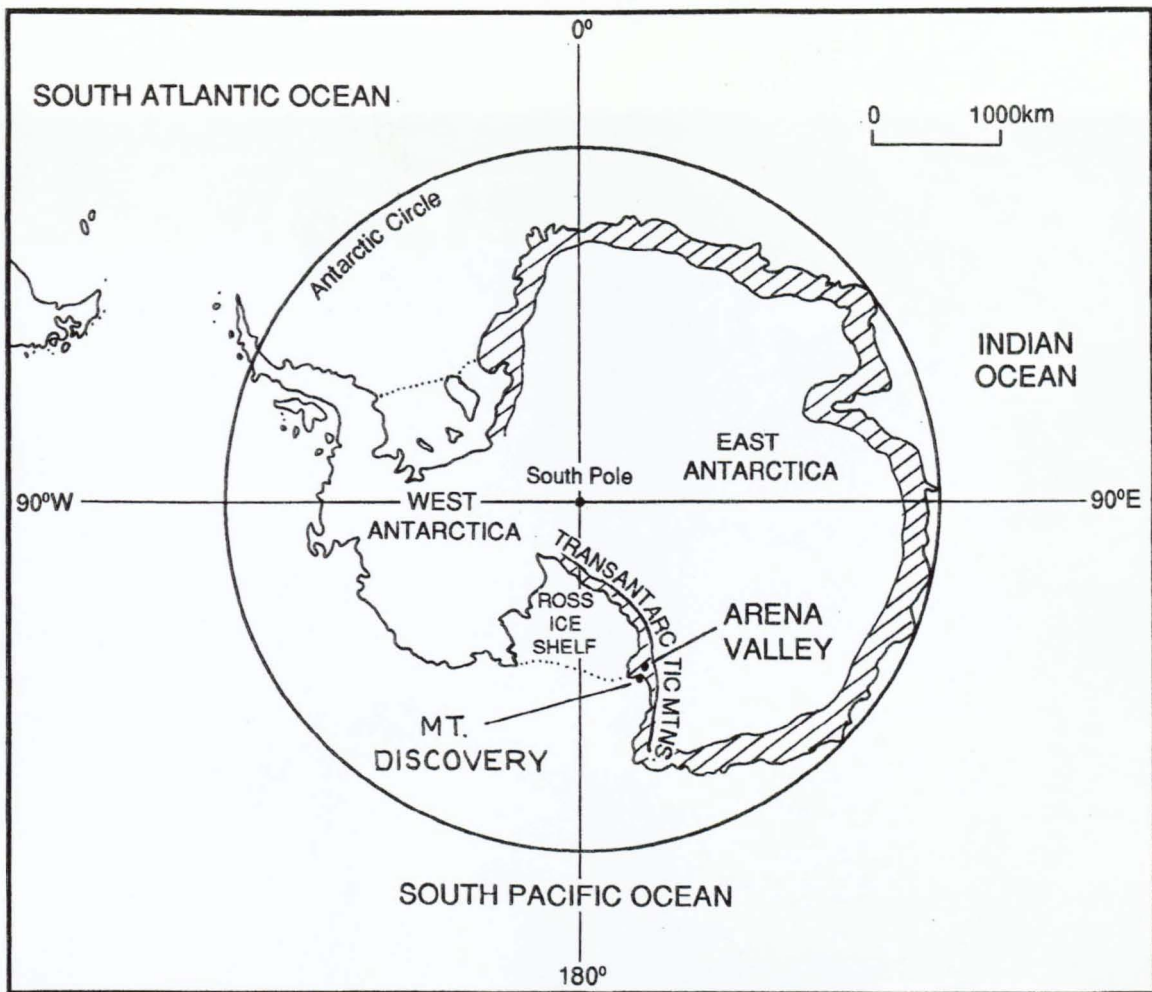 0°
SOUTH ATLANTIC OCEAN
0 1000km
Antarctic Circle
INDIAN
OCEAN
EAST
ANTARCTICA
South Pole
90°W
WEST
ANTARCTICA
90°E
TRANSANTARCTIC MTNS
ROSS
ICE
SHELF
ARENA
VALLEY
MT.
DISCOVERY
SOUTH PACIFIC OCEAN
180°